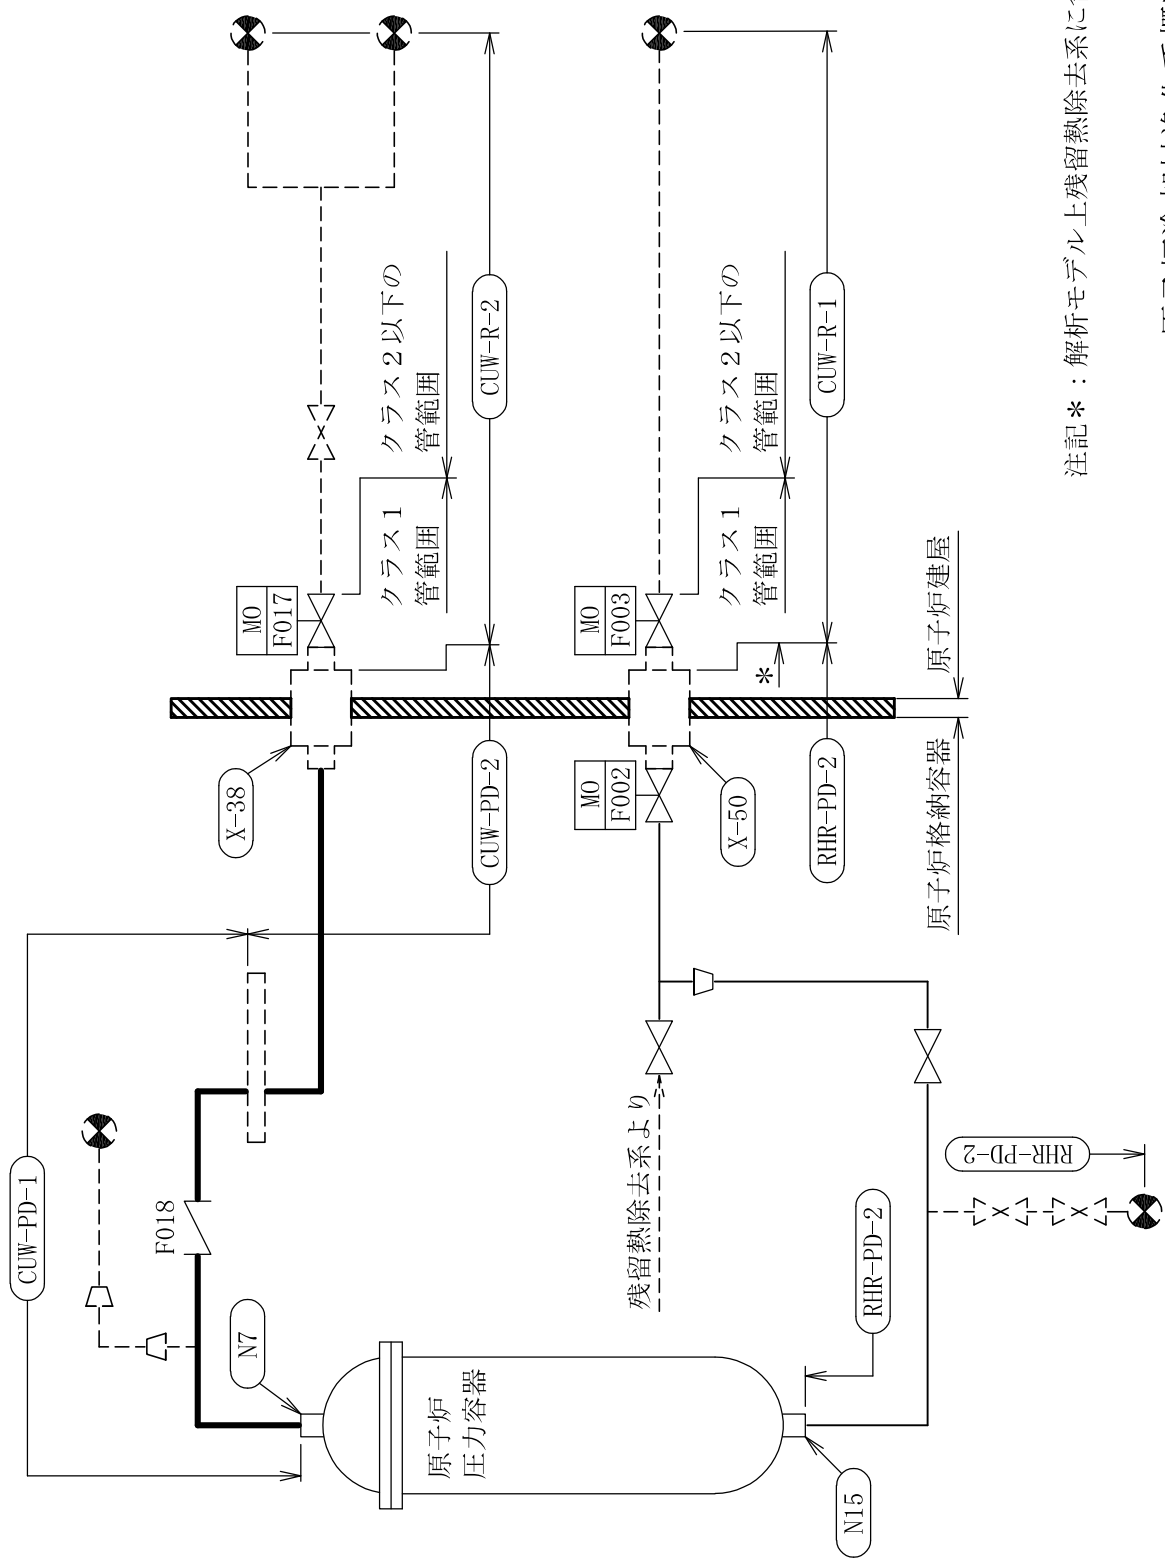 CUW-PD-1
F018
N7
原子炉
圧力容器
N15
RHR-PD-2
RHR-PD-2
残留熱除去系より
X-38
CUW-PD-2
MO
F017
クラス1
管範囲
クラス2以下の
管範囲
CUW-R-2
MO
F002
X-50
MO
F003
クラス1
管範囲
クラス2以下の
管範囲
*
RHR-PD-2
CUW-R-1
原子炉格納容器
原子炉建屋
注記*:解析モデル上残留熱除去系に